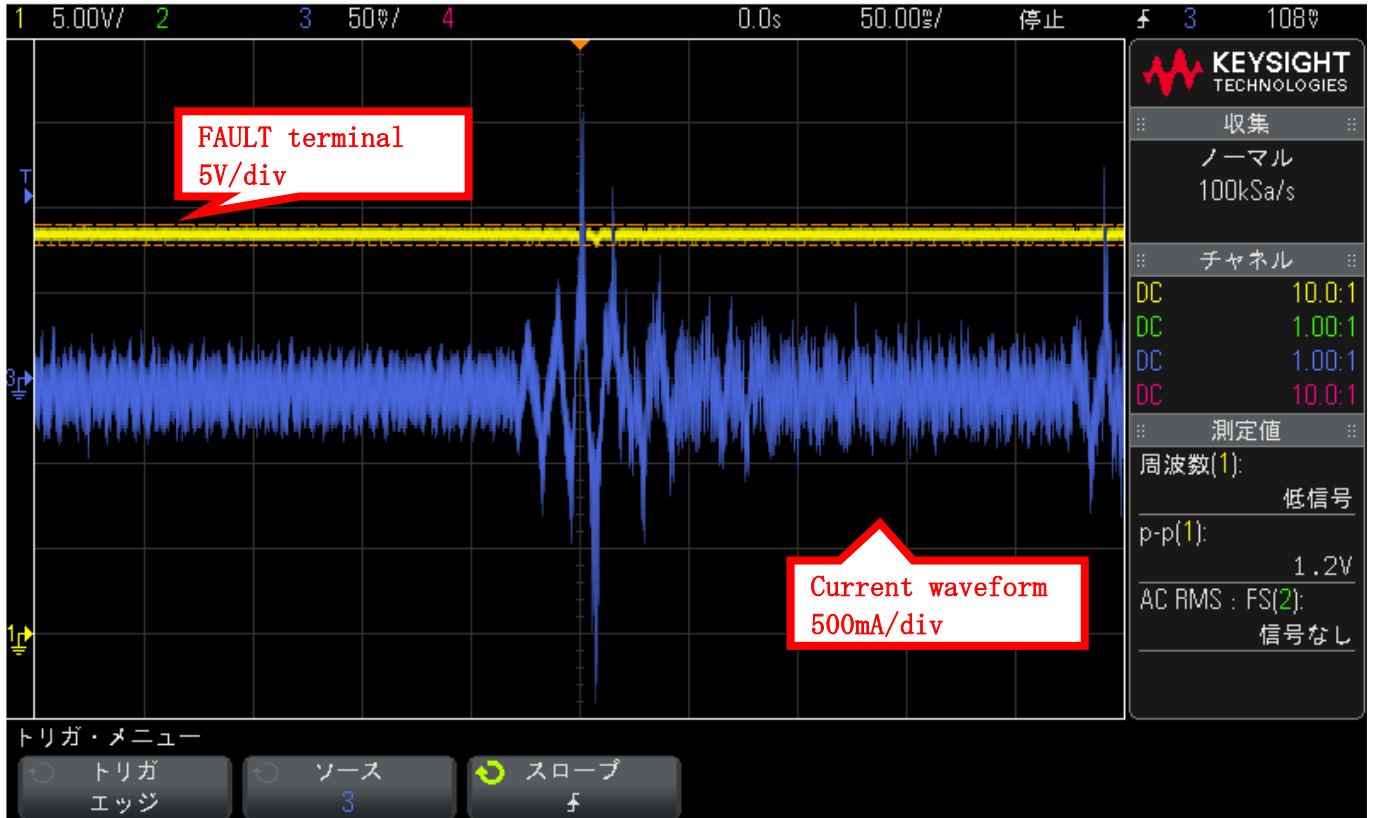 1 5.00V/ 2 3 50mV/ 4 0.0s 50.00ms/ 停止 3 108mV
KEYSIGHT
TECHNOLOGIES
収集
ノーマル
100kSa/s
チャネル
DC 10.0:1
DC 1.00:1
DC 1.00:1
DC 10.0:1
測定値
周波数(1):
低信号
p-p(1):
1.2V
AC RMS : FS(2):
信号なし
FAULT terminal
5V/div
T
3
Current waveform
500mA/div
1
トリガ・メニュー
トリガ
エッジ
ソース
3
スロープ